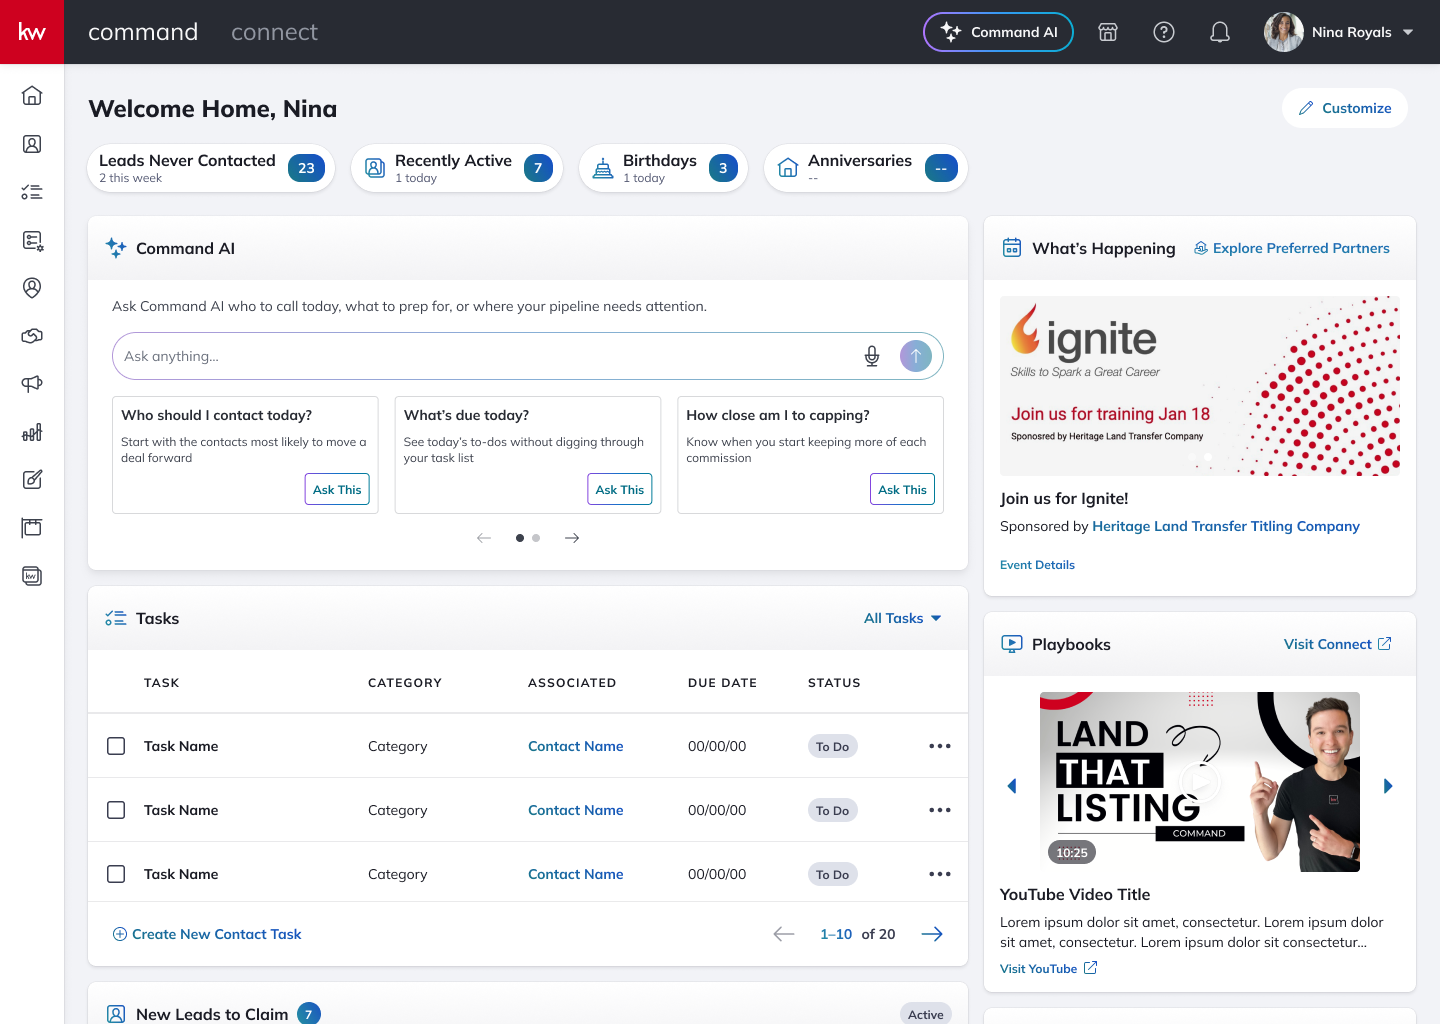 kw
command
connect
Command AI
Nina Royals
Welcome Home, Nina
Customize
Leads Never Contacted
2 this week
23
Recently Active
1 today
7
Birthdays
1 today
3
Anniversaries
--
--
Command AI
Ask Command AI who to call today, what to prep for, or where your pipeline needs attention.
Ask anything...
Who should I contact today?
Start with the contacts most likely to move a
deal forward
Ask This
What's due today?
See today's to-dos without digging through
your task list
Ask This
How close am I to capping?
Know when you start keeping more of each
commission
Ask This
Tasks
All Tasks
TASK CATEGORY ASSOCIATED DUE DATE STATUS
Task Name Category Contact Name 00/00/00 To Do
Task Name Category Contact Name 00/00/00 To Do
Task Name Category Contact Name 00/00/00 To Do
Create New Contact Task
1–10 of 20
New Leads to Claim 7
Active
What's Happening
Explore Preferred Partners
ignite
Skills to Spark a Great Career
Join us for training Jan 18
Sponosred by Heritage Land Transfer Company
Join us for Ignite!
Sponsored by Heritage Land Transfer Titling Company
Event Details
Playbooks
Visit Connect
LAND
THAT
LISTING
COMMAND
10:25
YouTube Video Title
Lorem ipsum dolor sit amet, consectetur. Lorem ipsum dolor
sit amet, consectetur. Lorem ipsum dolor sit consectetur...
Visit YouTube